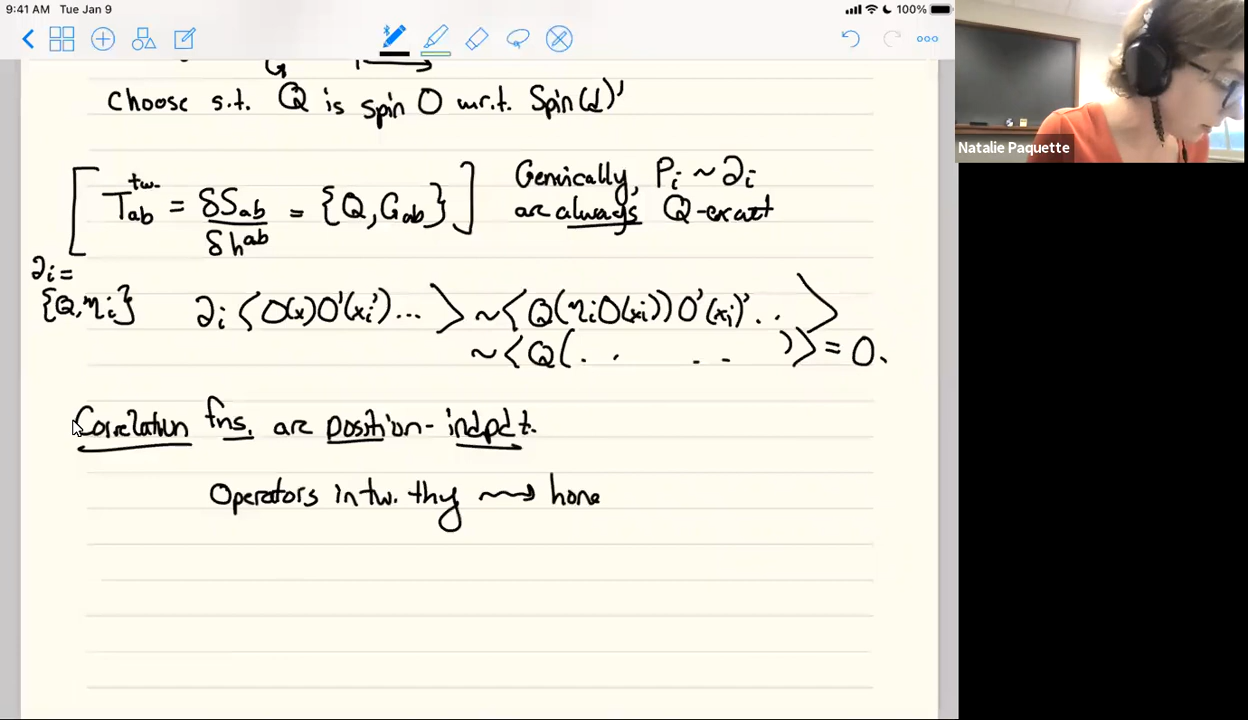 9:41 AM Tue Jan 9
100%
Choose s.t. Q is spin 0 w.r.t. Spin(d)'
T_ab^tw. = δS_ab / δh^ab = {Q, G_ab}
Generically, P_i ~ ∂_i
are always Q-exact
∂_i = {Q, η_i}
∂_i ⟨O(x)O'(x_i')...⟩ ~ ⟨Q(η_i O(x_i))O'(x_i)'..⟩
~ ⟨Q(.. ..)⟩ = 0.
Correlation fns. are position-indpdt.
Operators in tw. thy ⇝ hone
Natalie Paquette